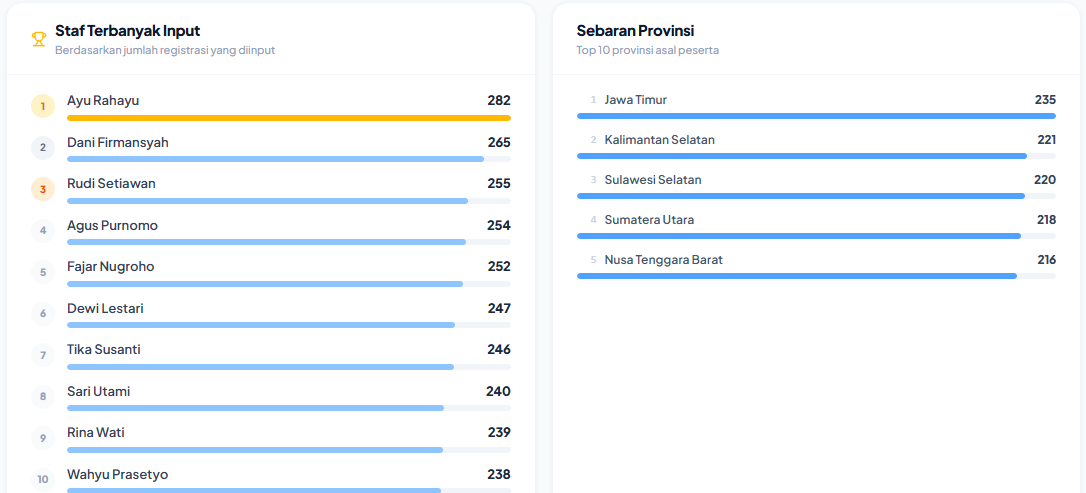 Staf Terbanyak Input
Berdasarkan jumlah registrasi yang diinput
1 Ayu Rahayu 282
2 Dani Firmansyah 265
3 Rudi Setiawan 255
4 Agus Purnomo 254
5 Fajar Nugroho 252
6 Dewi Lestari 247
7 Tika Susanti 246
8 Sari Utami 240
9 Rina Wati 239
10 Wahyu Prasetyo 238
Sebaran Provinsi
Top 10 provinsi asal peserta
1 Jawa Timur 235
2 Kalimantan Selatan 221
3 Sulawesi Selatan 220
4 Sumatera Utara 218
5 Nusa Tenggara Barat 216